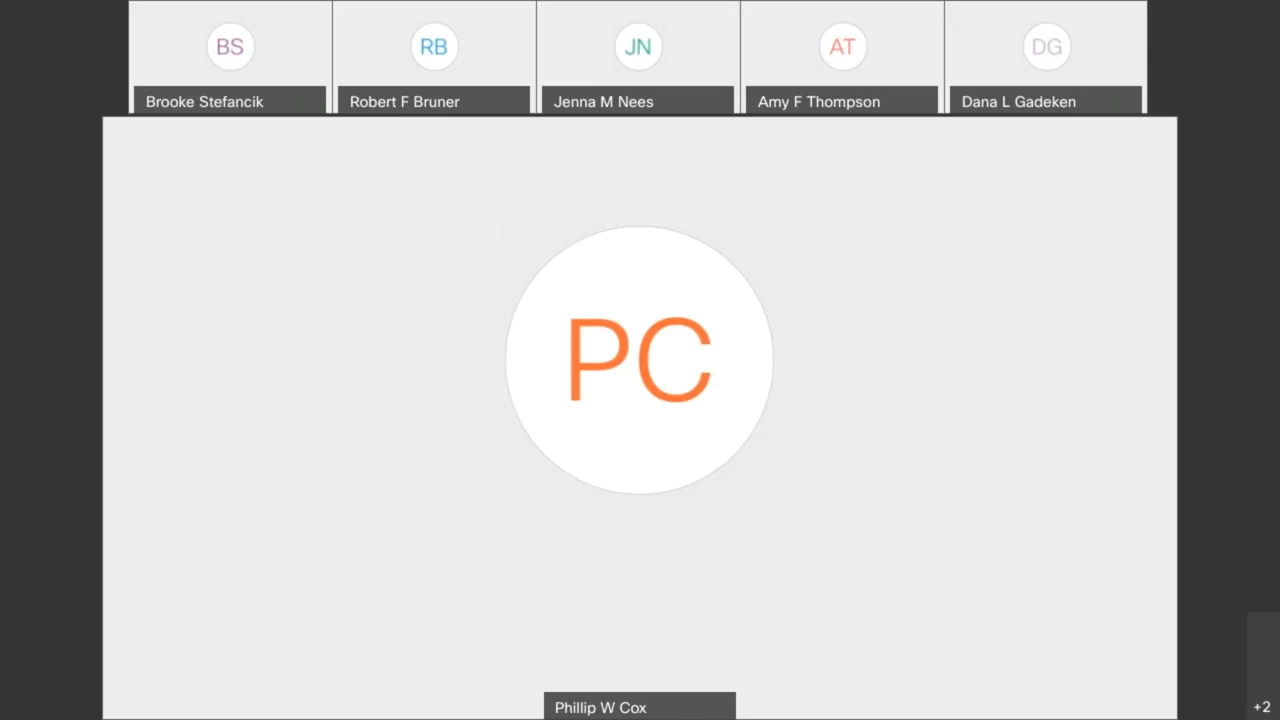 BS
RB
JN
AT
DG
Brooke Stefancik
Robert F Bruner
Jenna M Nees
Amy F Thompson
Dana L Gadeken
PC
Phillip W Cox
+2